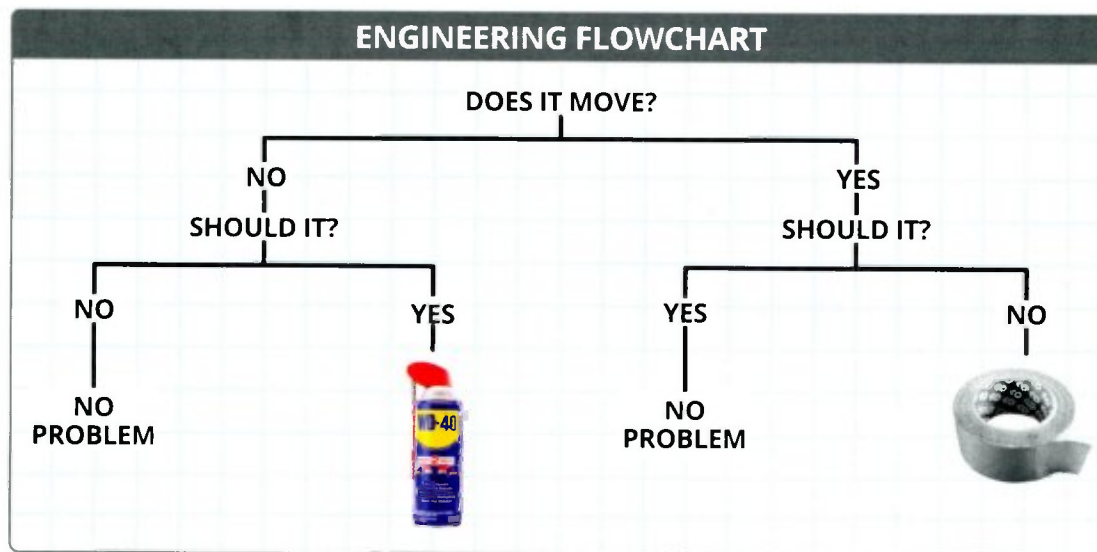 ENGINEERING FLOWCHART
DOES IT MOVE?
NO
YES
SHOULD IT?
SHOULD IT?
NO
YES
YES
NO
NO
PROBLEM
NO
PROBLEM
WD-40